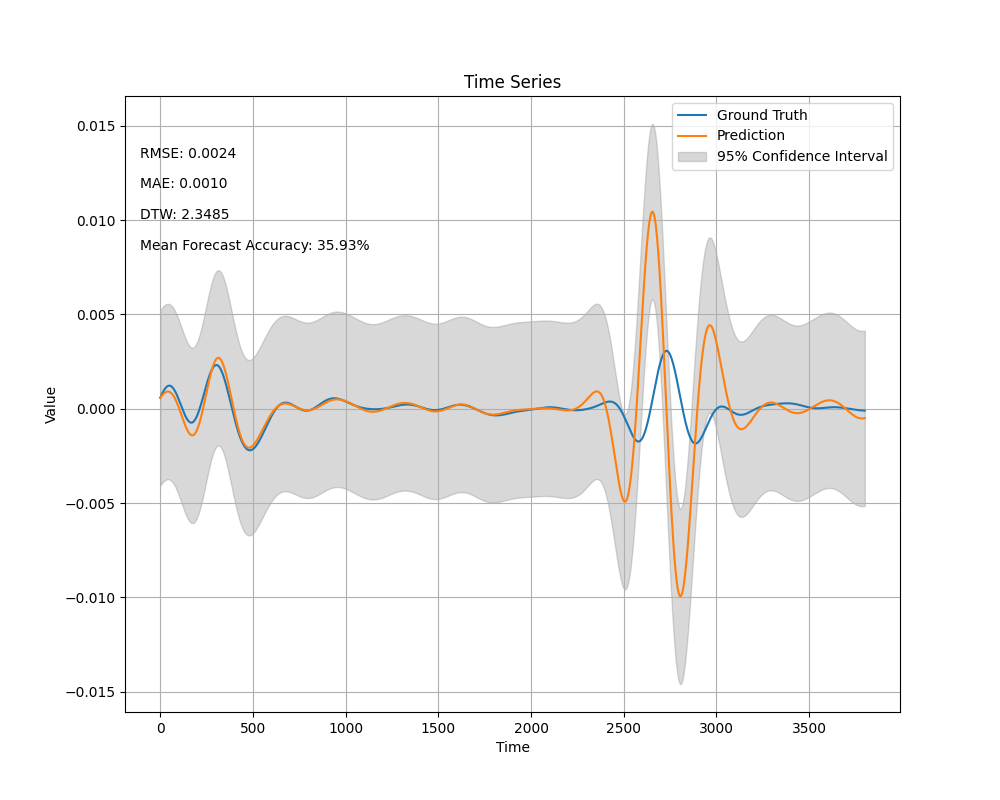 Time Series
Ground Truth
Prediction
95% Confidence Interval
RMSE: 0.0024
MAE: 0.0010
DTW: 2.3485
Mean Forecast Accuracy: 35.93%
0.015
0.010
0.005
0.000
−0.005
−0.010
−0.015
Value
0 500 1000 1500 2000 2500 3000 3500
Time